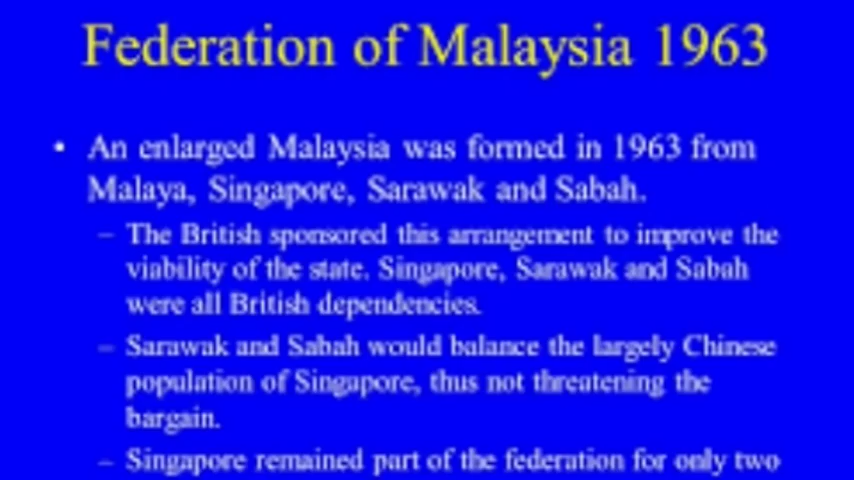 Federation of Malaysia 1963
• An enlarged Malaysia was formed in 1963 from
Malaya, Singapore, Sarawak and Sabah.
– The British sponsored this arrangement to improve the
viability of the state. Singapore, Sarawak and Sabah
were all British dependencies.
– Sarawak and Sabah would balance the largely Chinese
population of Singapore, thus not threatening the
bargain.
– Singapore remained part of the federation for only two